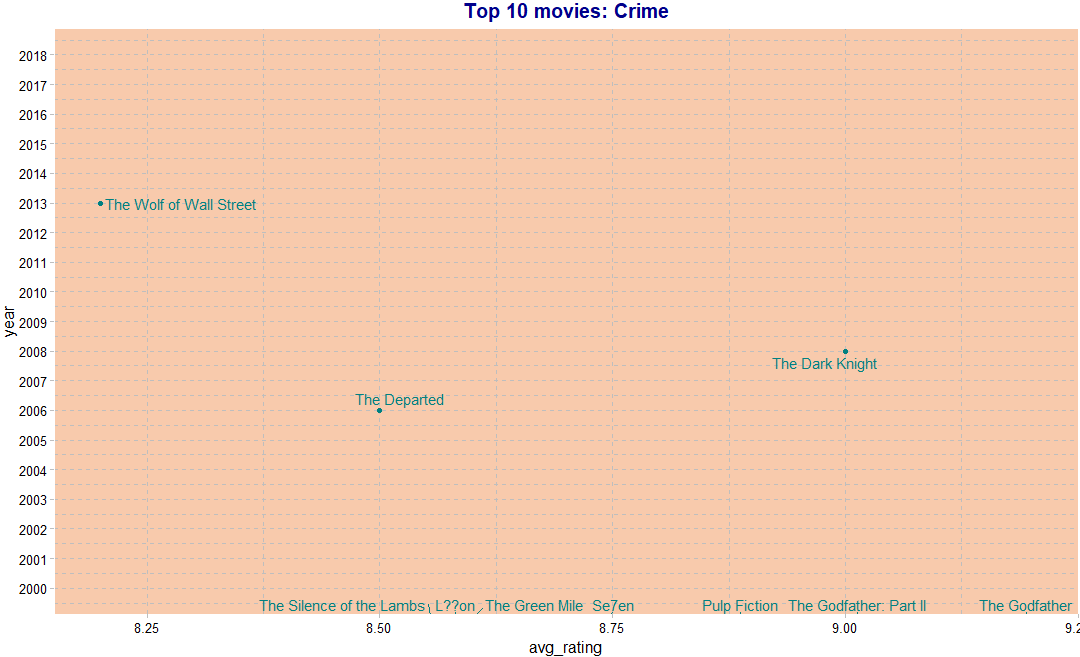 Top 10 movies: Crime
2018
2017
2016
2015
2014
2013
The Wolf of Wall Street
2012
2011
2010
year
2009
2008
The Dark Knight
2007
The Departed
2006
2005
2004
2003
2002
2001
2000
The Silence of the Lambs L??on The Green Mile Se7en Pulp Fiction The Godfather: Part II The Godfather
8.25 8.50 8.75 9.00 9.2
avg_rating